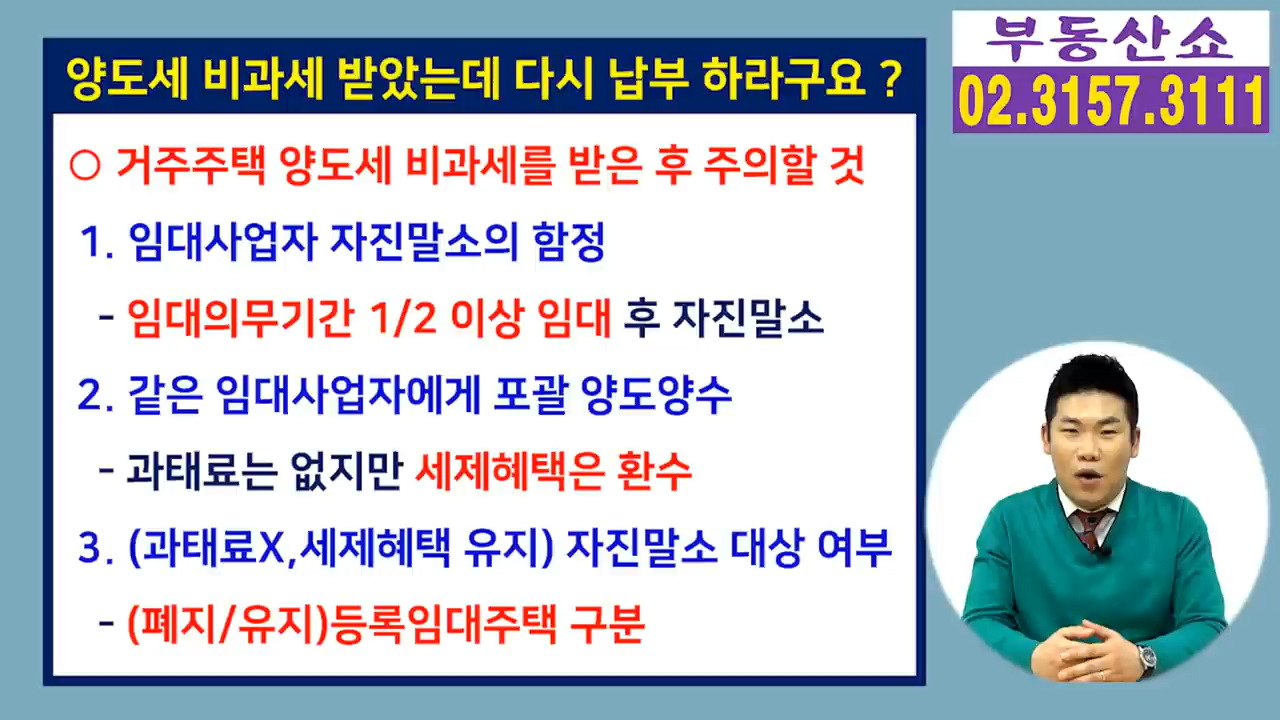 양도세 비과세 받았는데 다시 납부 하라구요 ?
부동산쇼
02.3157.3111
○ 거주주택 양도세 비과세를 받은 후 주의할 것
1. 임대사업자 자진말소의 함정
- 임대의무기간 1/2 이상 임대 후 자진말소
2. 같은 임대사업자에게 포괄 양도양수
- 과태료는 없지만 세제혜택은 환수
3. (과태료X,세제혜택 유지) 자진말소 대상 여부
- (폐지/유지)등록임대주택 구분